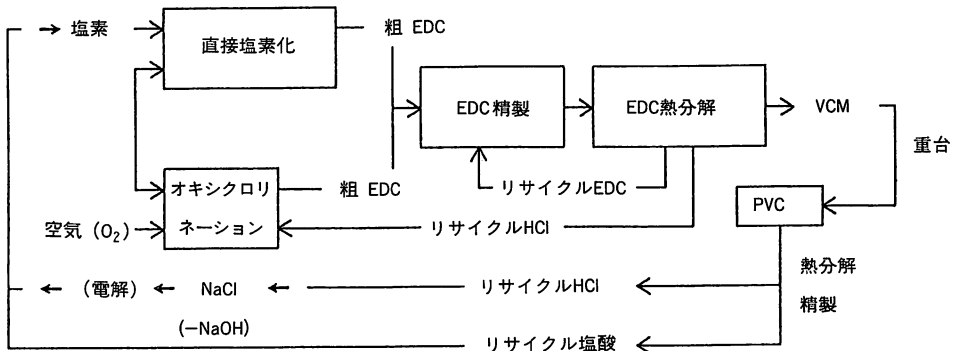 塩素
直接塩素化
粗 EDC
EDC精製
EDC熱分解
VCM
重台
オキシクロリ
ネーション
粗 EDC
リサイクルEDC
空気 (O₂)
リサイクルHCl
PVC
熱分解
精製
(電解)
NaCl
リサイクルHCl
(−NaOH)
リサイクル塩酸